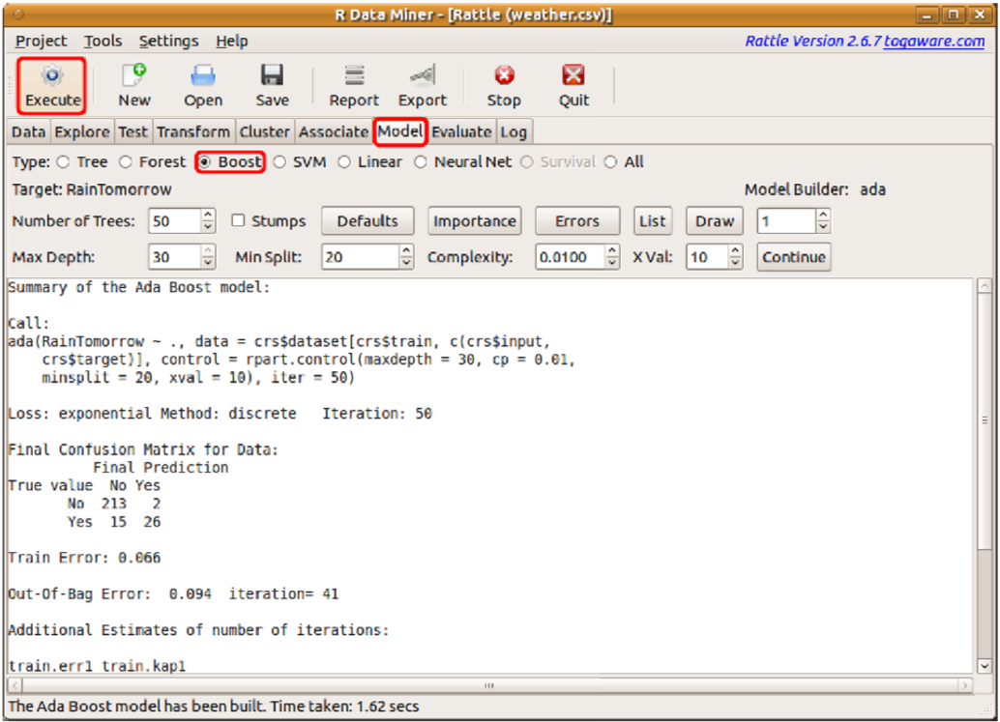 R Data Miner - [Rattle (weather.csv)]
Project Tools Settings Help Rattle Version 2.6.7 togaware.com
Execute New Open Save Report Export Stop Quit
Data Explore Test Transform Cluster Associate Model Evaluate Log
Type: Tree Forest Boost SVM Linear Neural Net Survival All
Target: RainTomorrow Model Builder: ada
Number of Trees: 50 Stumps Defaults Importance Errors List Draw 1
Max Depth: 30 Min Split: 20 Complexity: 0.0100 X Val: 10 Continue
Summary of the Ada Boost model:
Call:
ada(RainTomorrow ~ ., data = crs$dataset[crs$train, c(crs$input,
crs$target)], control = rpart.control(maxdepth = 30, cp = 0.01,
minsplit = 20, xval = 10), iter = 50)
Loss: exponential Method: discrete Iteration: 50
Final Confusion Matrix for Data:
Final Prediction
True value No Yes
No 213 2
Yes 15 26
Train Error: 0.066
Out-Of-Bag Error: 0.094 iteration= 41
Additional Estimates of number of iterations:
train.err1 train.kap1
The Ada Boost model has been built. Time taken: 1.62 secs